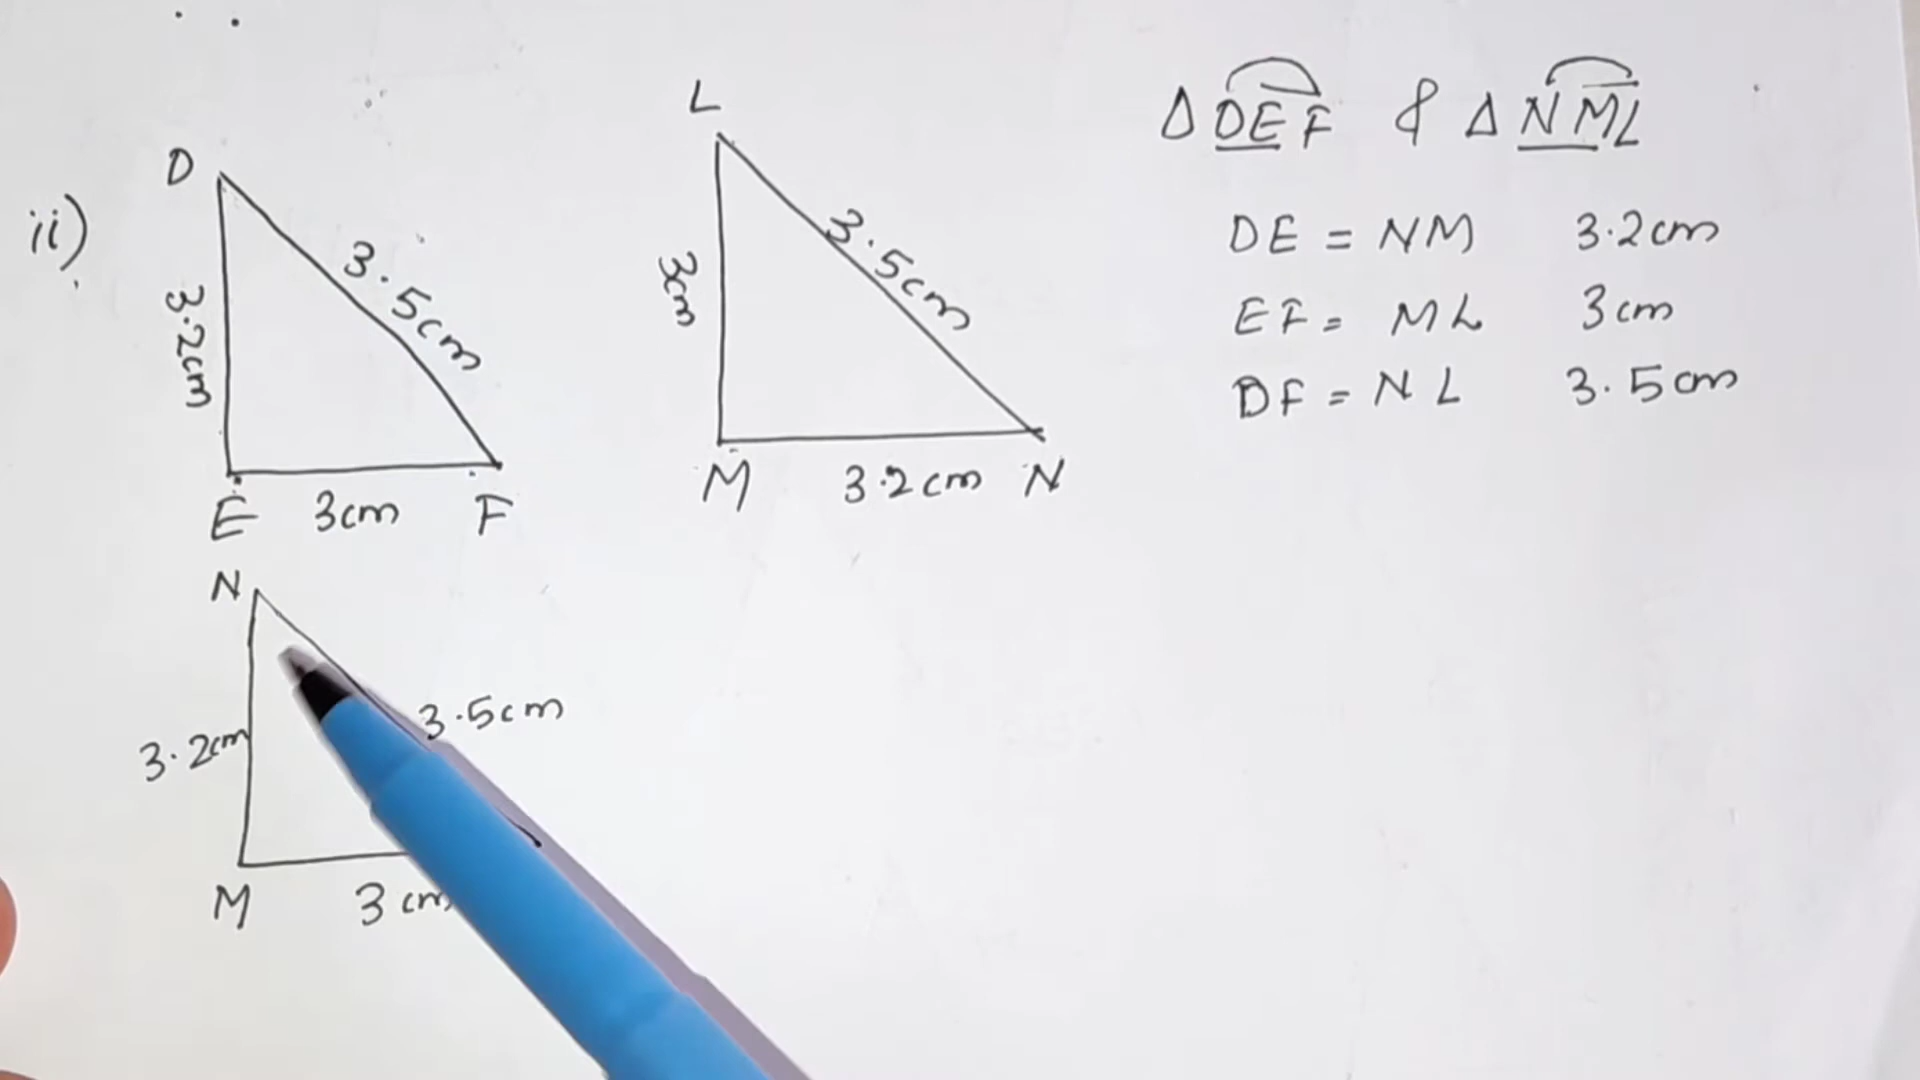 ii)
D
3.2cm
3.5cm
E 3cm F
L
3cm
3.5cm
M 3.2cm N
∆ DEF & ∆ NML
DE = NM 3.2cm
EF = ML 3cm
DF = NL 3.5cm
N
3.2cm
3.5cm
M 3 cm